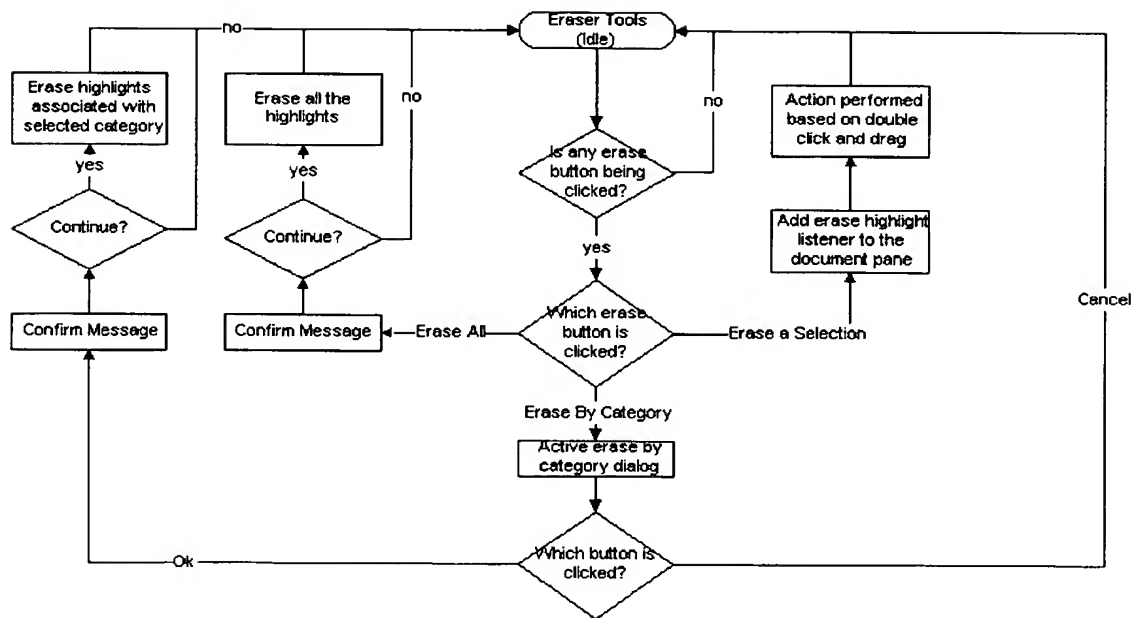 no
Eraser Tools
(Idle)
Erase highlights
associated with
selected category
Erase all the
highlights
no
no
Action performed
based on double
click and drag
Is any erase
button being
clicked?
yes
yes
Continue?
Continue?
yes
Add erase highlight
listener to the
document pane
Confirm Message
Confirm Message
Erase All
Which erase
button is
clicked?
Erase a Selection
Cancel
Erase By Category
Active erase by
category dialog
Ok
Which button is
clicked?